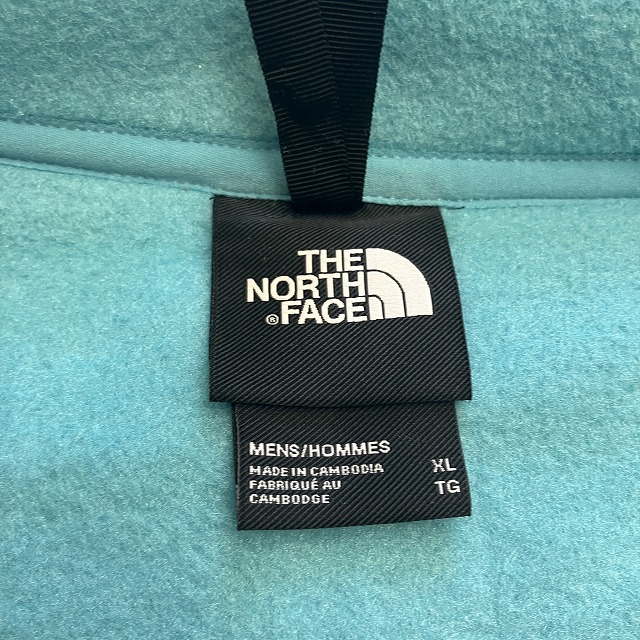 THE
NORTH
®FACE
MENS/HOMMES
MADE IN CAMBODIA XL
FABRIQUÉ AU TG
CAMBODGE